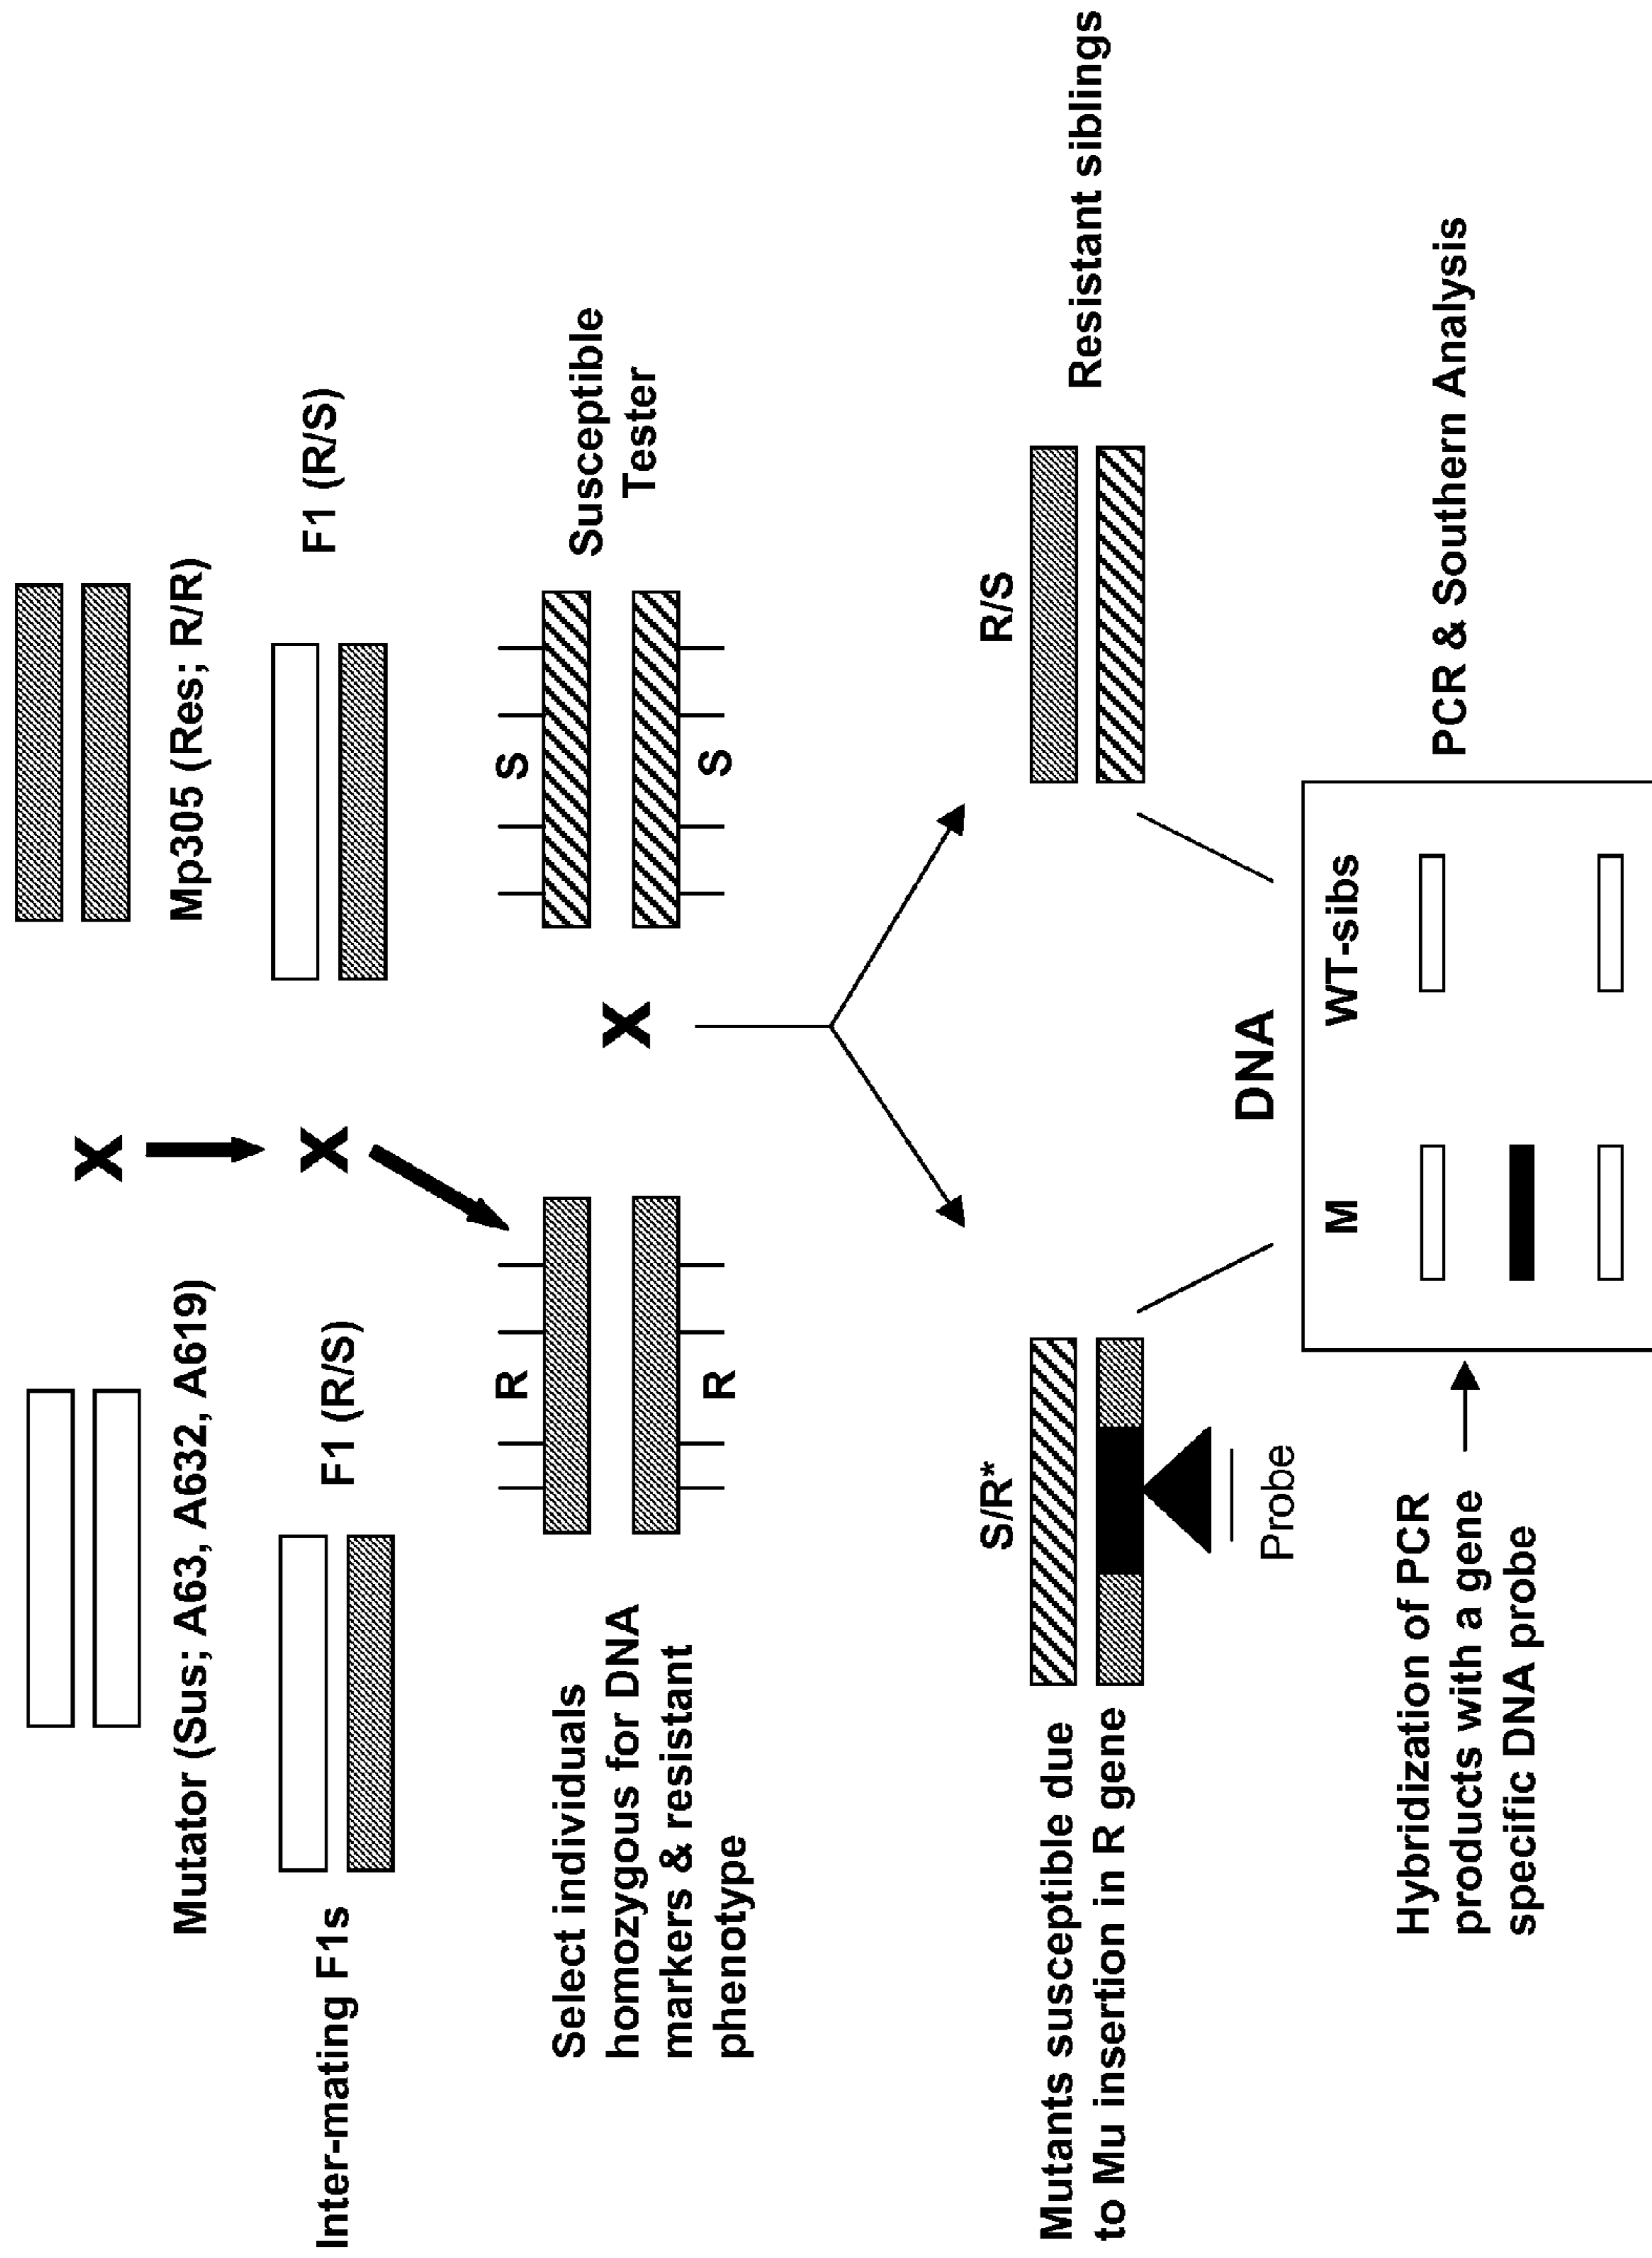 Mutator (Sus; A63, A632, A619)
Mp305 (Res; R/R)
X
Inter-mating F1s
F1 (R/S)
X
F1 (R/S)
Select individuals
homozygous for DNA
markers & resistant
phenotype
R
R
X
S
S
Susceptible
Tester
Mutants susceptible due
to Mu insertion in R gene
S/R*
Probe
R/S
Resistant siblings
DNA
M
WT-sibs
Hybridization of PCR
products with a gene
specific DNA probe
PCR & Southern Analysis